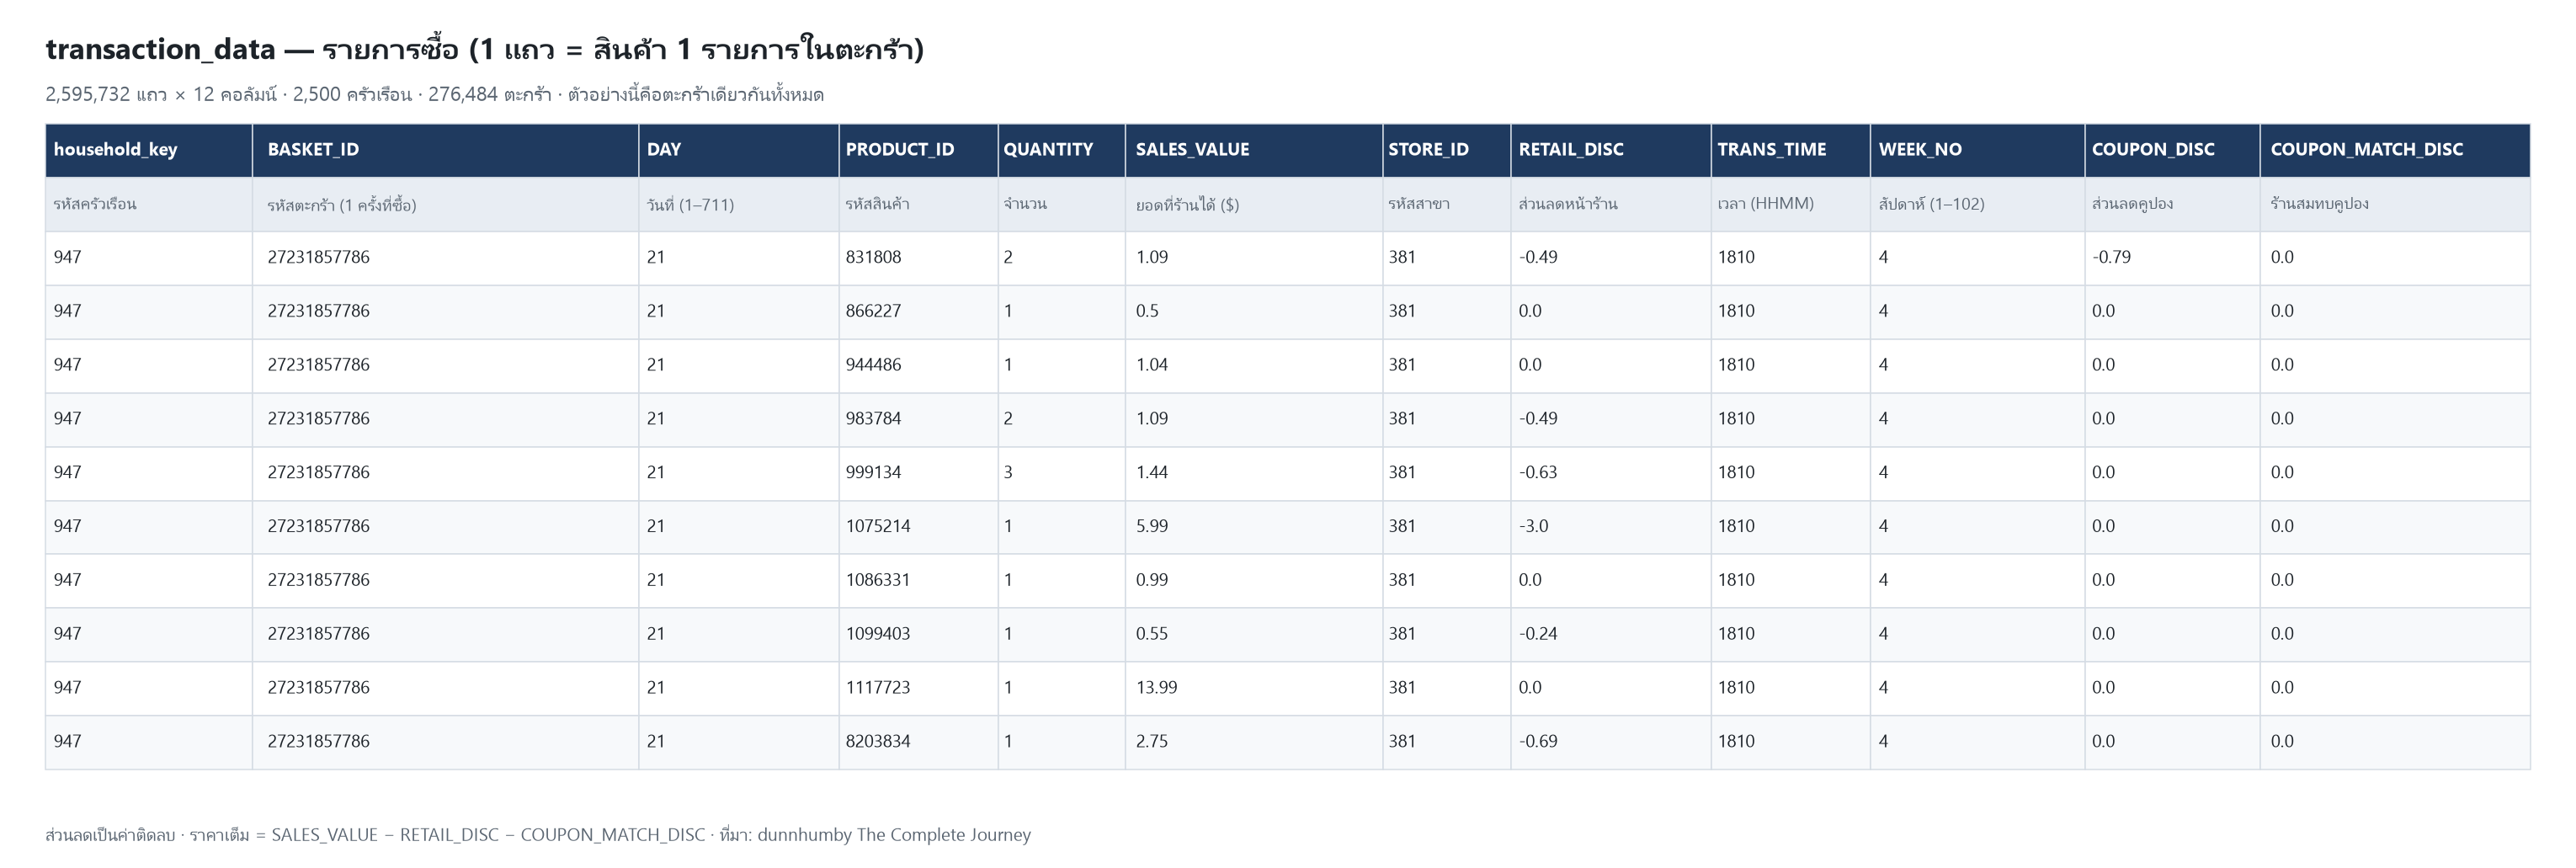 transaction_data — รายการซื้อ (1 แถว = สินค้า 1 รายการในตะกร้า)
2,595,732 แถว × 12 คอลัมน์ · 2,500 ครัวเรือน · 276,484 ตะกร้า · ตัวอย่างนี้คือตะกร้าเดียวกันทั้งหมด
household_key BASKET_ID DAY PRODUCT_ID QUANTITY SALES_VALUE STORE_ID RETAIL_DISC TRANS_TIME WEEK_NO COUPON_DISC COUPON_MATCH_DISC
รหัสครัวเรือน รหัสตะกร้า (1 ครั้งที่ซื้อ) วันที่ (1–711) รหัสสินค้า จำนวน ยอดที่ร้านได้ ($) รหัสสาขา ส่วนลดหน้าร้าน เวลา (HHMM) สัปดาห์ (1–102) ส่วนลดคูปอง ร้านสมทบคูปอง
947 27231857786 21 831808 2 1.09 381 -0.49 1810 4 -0.79 0.0
947 27231857786 21 866227 1 0.5 381 0.0 1810 4 0.0 0.0
947 27231857786 21 944486 1 1.04 381 0.0 1810 4 0.0 0.0
947 27231857786 21 983784 2 1.09 381 -0.49 1810 4 0.0 0.0
947 27231857786 21 999134 3 1.44 381 -0.63 1810 4 0.0 0.0
947 27231857786 21 1075214 1 5.99 381 -3.0 1810 4 0.0 0.0
947 27231857786 21 1086331 1 0.99 381 0.0 1810 4 0.0 0.0
947 27231857786 21 1099403 1 0.55 381 -0.24 1810 4 0.0 0.0
947 27231857786 21 1117723 1 13.99 381 0.0 1810 4 0.0 0.0
947 27231857786 21 8203834 1 2.75 381 -0.69 1810 4 0.0 0.0
ส่วนลดเป็นค่าติดลบ · ราคาเต็ม = SALES_VALUE − RETAIL_DISC − COUPON_MATCH_DISC · ที่มา: dunnhumby The Complete Journey